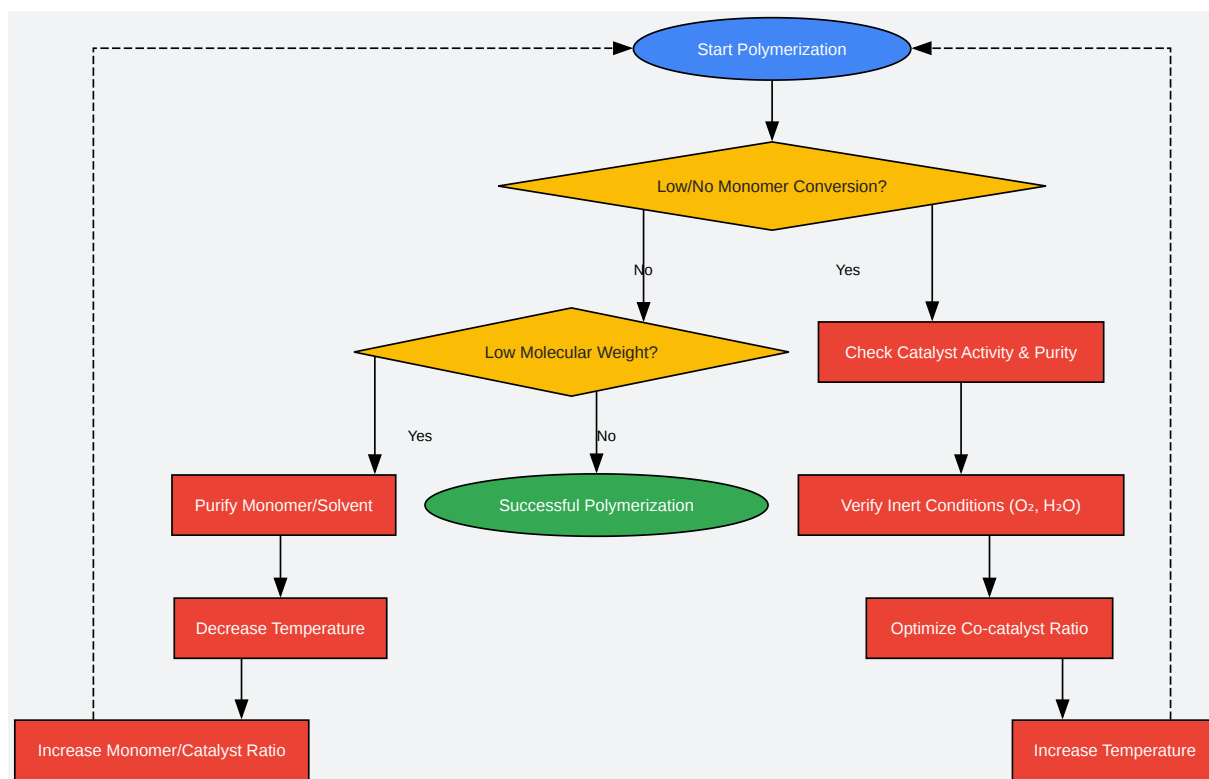 Start Polymerization
Low/No Monomer Conversion?
No
Yes
Low Molecular Weight?
Check Catalyst Activity & Purity
Yes
No
Purify Monomer/Solvent
Successful Polymerization
Verify Inert Conditions (O₂, H₂O)
Decrease Temperature
Optimize Co-catalyst Ratio
Increase Monomer/Catalyst Ratio
Increase Temperature